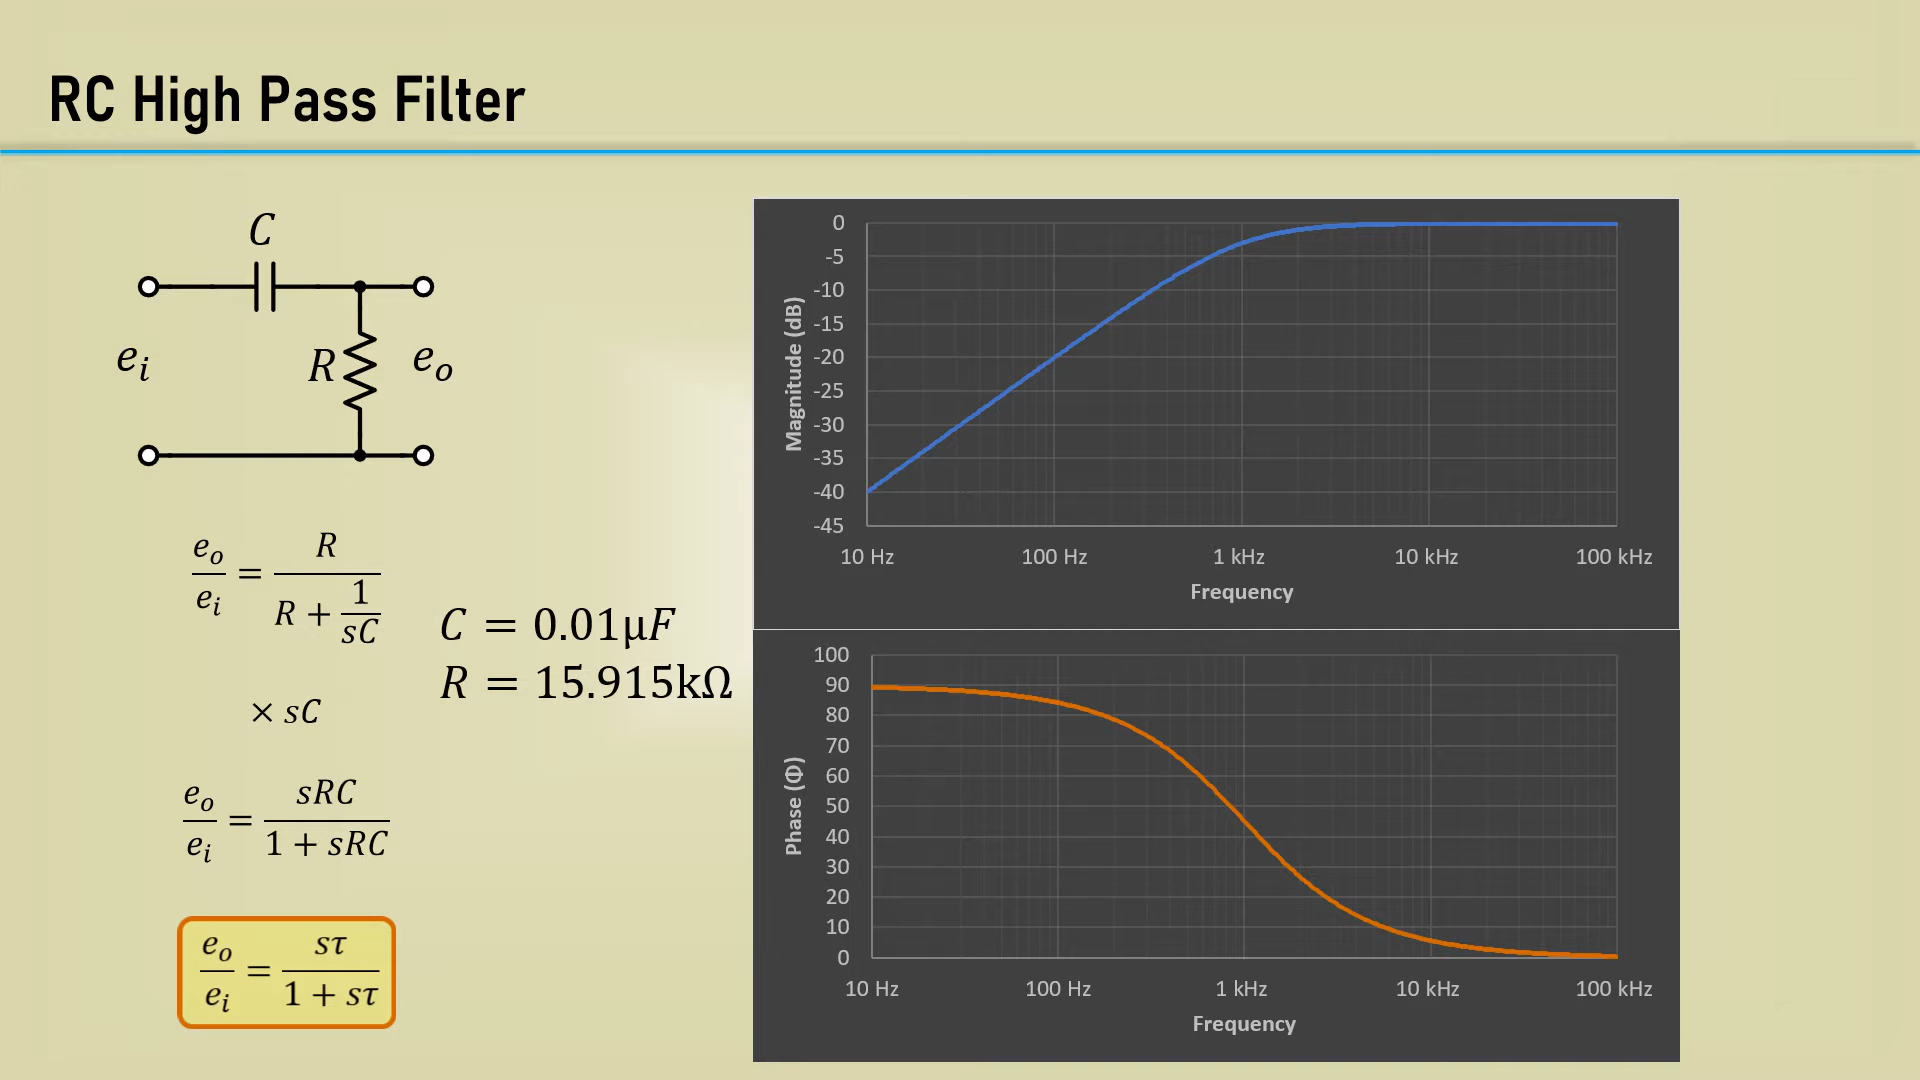 RC High Pass Filter
C
e_i
R
e_o
e_o/e_i = R/(R + 1/sC)
× sC
e_o/e_i = sRC/(1 + sRC)
e_o/e_i = sτ/(1 + sτ)
C = 0.01μF
R = 15.915kΩ
Magnitude (dB)
0
-5
-10
-15
-20
-25
-30
-35
-40
-45
10 Hz 100 Hz 1 kHz 10 kHz 100 kHz
Frequency
Phase (Φ)
100
90
80
70
60
50
40
30
20
10
0
10 Hz 100 Hz 1 kHz 10 kHz 100 kHz
Frequency